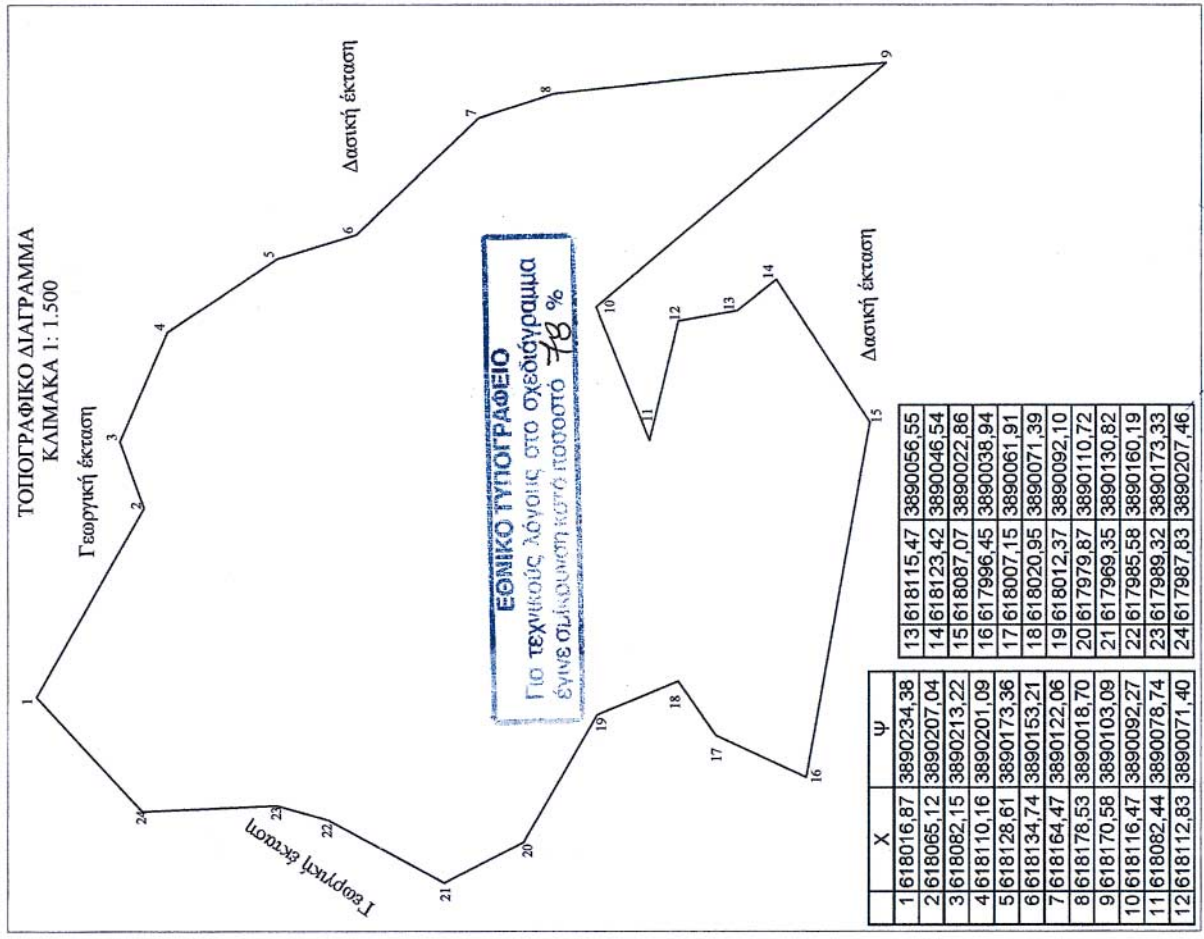 ΤΟΠΟΓΡΑΦΙΚΟ ΔΙΑΓΡΑΜΜΑ
ΚΛΙΜΑΚΑ 1: 1.500
Γεωργική έκταση
Δασική έκταση
Γεωργική έκταση
Δασική έκταση
1
2
3
4
5
6
7
8
9
10
11
12
13
14
15
16
17
18
19
20
21
22
23
24
ΕΘΝΙΚΟ ΤΥΠΟΓΡΑΦΕΙΟ
Για τεχνικούς λόγους στο σχεδιάγραμμα
έγινε σμίκρυνση κατά ποσοστό 78 %
Χ Ψ
1 618016,87 3890234,38
2 618065,12 3890207,04
3 618082,15 3890213,22
4 618110,16 3890201,09
5 618128,61 3890173,36
6 618134,74 3890153,21
7 618164,47 3890122,06
8 618178,53 3890018,70
9 618170,58 3890103,09
10 618116,47 3890092,27
11 618082,44 3890078,74
12 618112,83 3890071,40
13 618115,47 3890056,55
14 618123,42 3890046,54
15 618087,07 3890022,86
16 617996,45 3890038,94
17 618007,15 3890061,91
18 618020,95 3890071,39
19 618012,37 3890092,10
20 617979,87 3890110,72
21 617969,35 3890130,82
22 617985,58 3890160,19
23 617989,32 3890173,33
24 617987,83 3890207,46